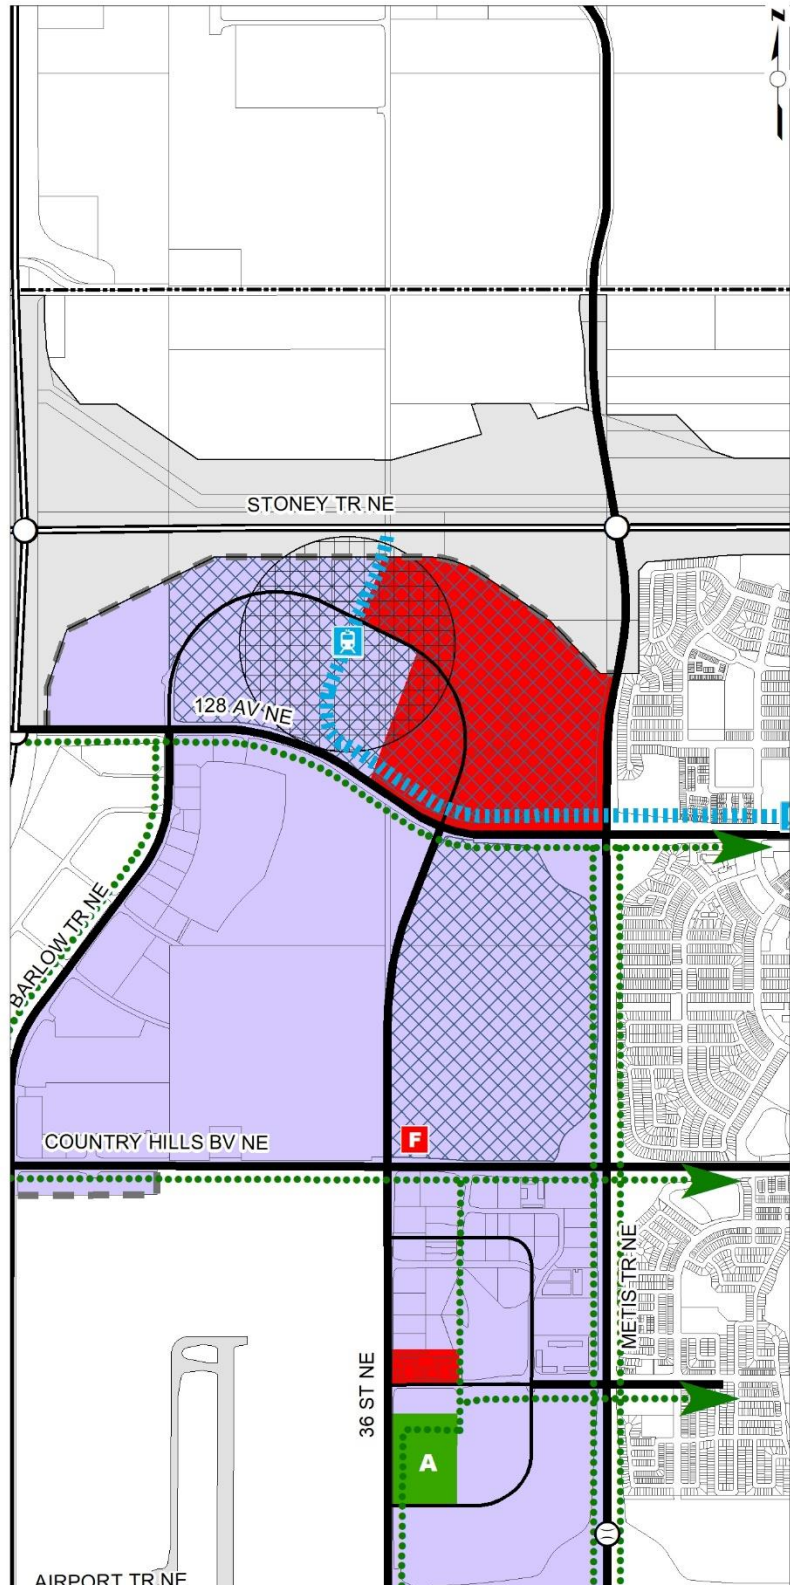 N
STONEY TR NE
128 AV NE
BARLOW TR NE
F
COUNTRY HILLS BV NE
METIS TR NE
36 ST NE
A
AIRPORT TR NE